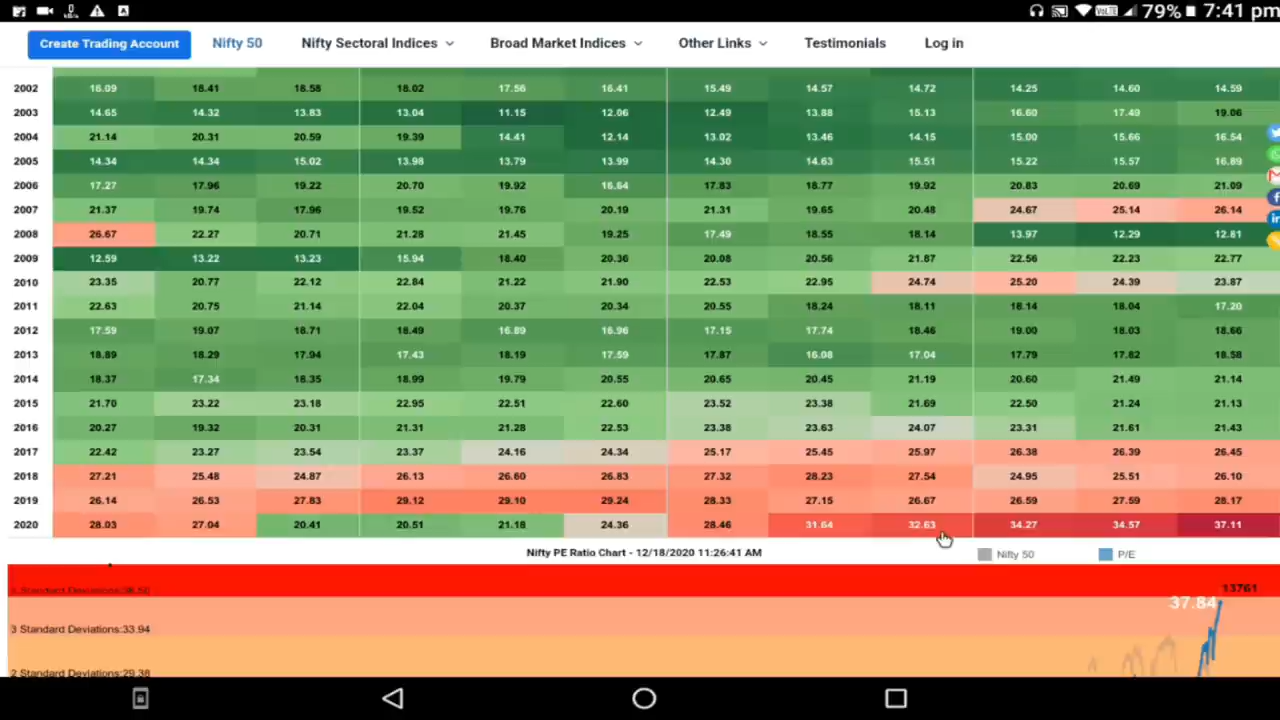 79% 7:41 pm
Create Trading Account Nifty 50 Nifty Sectoral Indices Broad Market Indices Other Links Testimonials Log in
2002 16.09 18.41 18.58 18.02 17.56 16.41 15.49 14.57 14.72 14.25 14.60 14.59
2003 14.65 14.32 13.83 13.04 11.15 12.06 12.49 13.88 15.13 16.60 17.49 19.06
2004 21.14 20.31 20.59 19.39 14.41 12.14 13.02 13.46 14.15 15.00 15.66 16.54
2005 14.34 14.34 15.02 13.98 13.79 13.99 14.30 14.63 15.51 15.22 15.57 16.89
2006 17.27 17.96 19.22 20.70 19.92 16.64 17.83 18.77 19.92 20.83 20.69 21.09
2007 21.37 19.74 17.96 19.52 19.76 20.19 21.31 19.65 20.48 24.67 25.14 26.14
2008 26.67 22.27 20.71 21.28 21.45 19.25 17.49 18.55 18.14 13.97 12.29 12.81
2009 12.59 13.22 13.23 15.94 18.40 20.36 20.08 20.56 21.87 22.56 22.23 22.77
2010 23.35 20.77 22.12 22.84 21.22 21.90 22.53 22.95 24.74 25.20 24.39 23.87
2011 22.63 20.75 21.14 22.04 20.37 20.34 20.55 18.24 18.11 18.14 18.04 17.20
2012 17.59 19.07 18.71 18.49 16.89 16.96 17.15 17.74 18.46 19.00 18.03 18.66
2013 18.89 18.29 17.94 17.43 18.19 17.59 17.87 16.08 17.04 17.79 17.82 18.58
2014 18.37 17.34 18.35 18.99 19.79 20.55 20.65 20.45 21.19 20.60 21.49 21.14
2015 21.70 23.22 23.18 22.95 22.51 22.60 23.52 23.38 21.69 22.50 21.24 21.13
2016 20.27 19.32 20.31 21.31 21.28 22.53 23.38 23.63 24.07 23.31 21.61 21.43
2017 22.42 23.27 23.54 23.37 24.16 24.34 25.17 25.45 25.97 26.38 26.39 26.45
2018 27.21 25.48 24.87 26.13 26.60 26.83 27.32 28.23 27.54 24.95 25.51 26.10
2019 26.14 26.53 27.83 29.12 29.10 29.24 28.33 27.15 26.67 26.59 27.59 28.17
2020 28.03 27.04 20.41 20.51 21.18 24.36 28.46 31.64 32.63 34.27 34.57 37.11
Nifty PE Ratio Chart - 12/18/2020 11:26:41 AM Nifty 50 P/E
Standard Deviations:38.50 13761
37.84
3 Standard Deviations:33.94
2 Standard Deviations:29.38